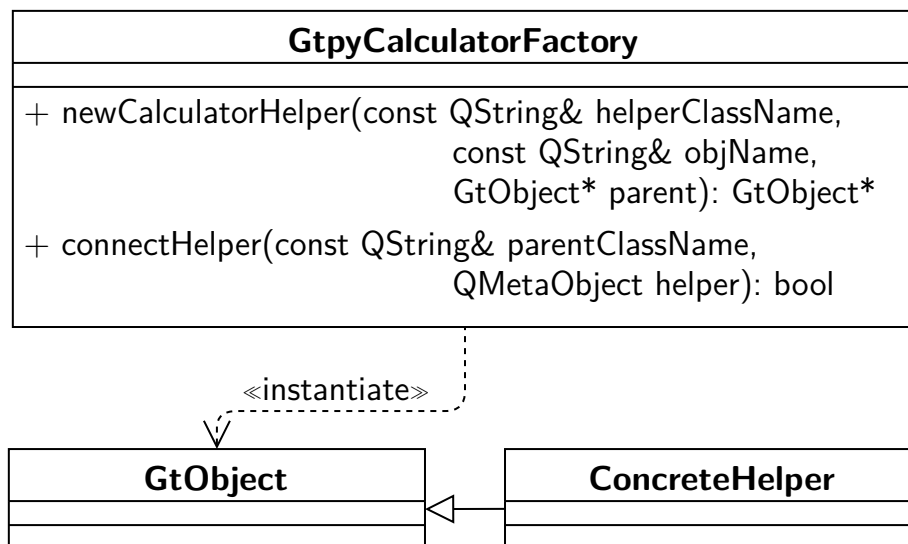 GtpyCalculatorFactory
+ newCalculatorHelper(const QString& helperClassName,
const QString& objName,
GtObject* parent): GtObject*
+ connectHelper(const QString& parentClassName,
QMetaObject helper): bool
≪instantiate≫
GtObject ConcreteHelper